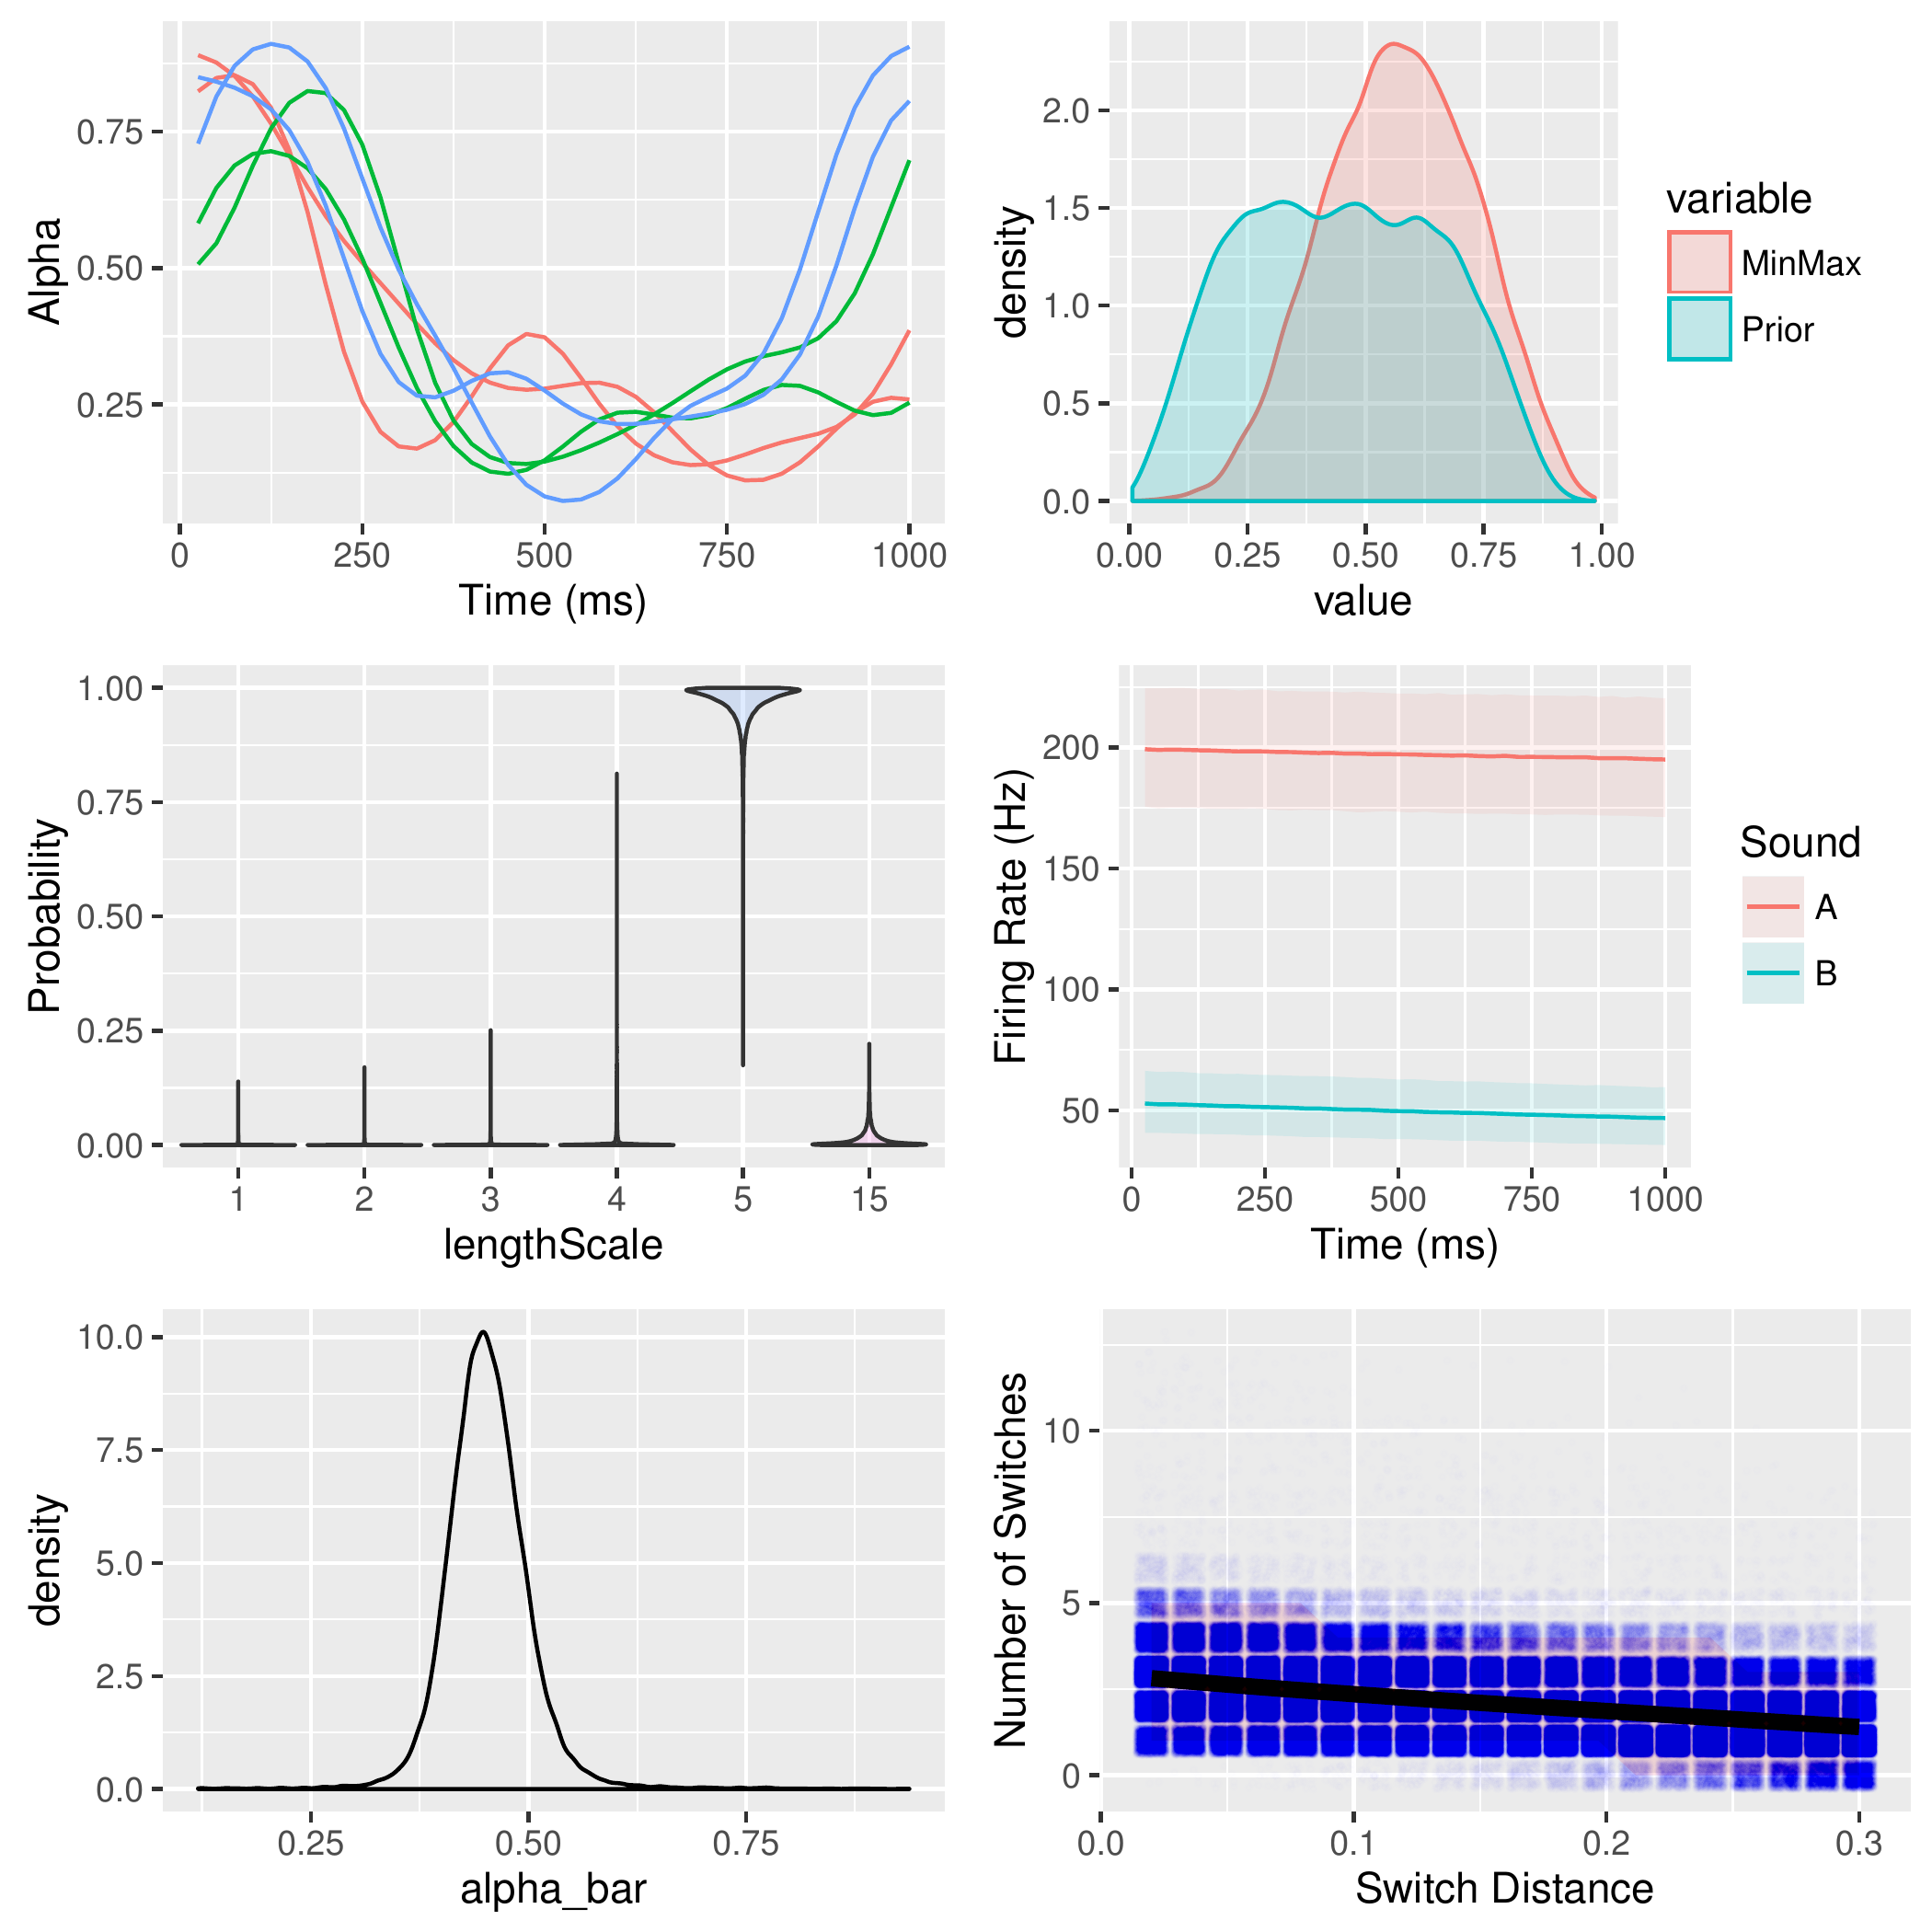 Alpha
0.75
0.50
0.25
0
250
500
750
1000
Time (ms)
density
2.0
1.5
1.0
0.5
0.0
0.00
0.25
0.50
0.75
1.00
value
variable
MinMax
Prior
Probability
1.00
0.75
0.50
0.25
0.00
1
2
3
4
5
15
lengthScale
Firing Rate (Hz)
200
150
100
50
0
250
500
750
1000
Time (ms)
Sound
A
B
density
10.0
7.5
5.0
2.5
0.0
0.25
0.50
0.75
alpha_bar
Number of Switches
10
5
0
0.0
0.1
0.2
0.3
Switch Distance